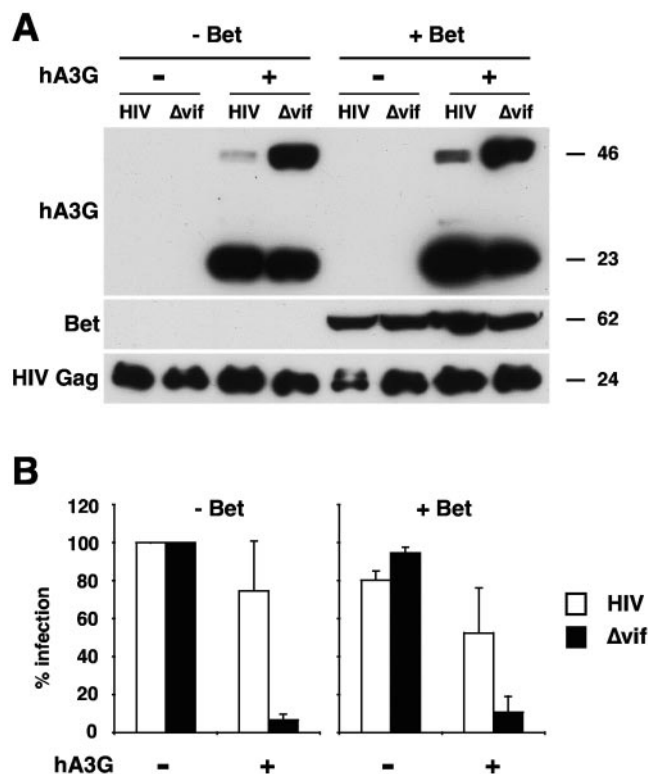 A
- Bet + Bet
hA3G - + - +
HIV Δvif HIV Δvif HIV Δvif HIV Δvif
46
hA3G
23
Bet 62
HIV Gag 24
B
- Bet + Bet
120
100
80
60
40
20
0
% infection
HIV
Δvif
hA3G - + - +